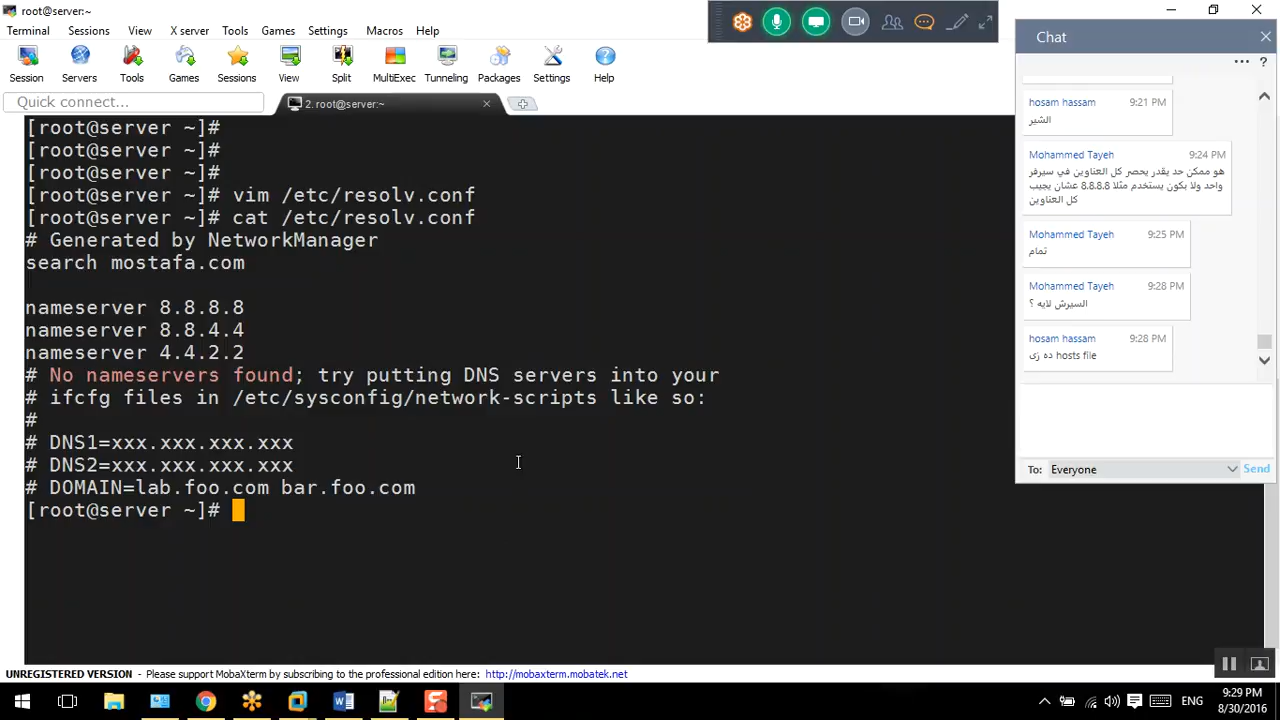 root@server:~
Terminal Sessions View X server Tools Games Settings Macros Help
Session Servers Tools Games Sessions View Split MultiExec Tunneling Packages Settings Help
Quick connect...
2. root@server:~
[root@server ~]#
[root@server ~]#
[root@server ~]#
[root@server ~]# vim /etc/resolv.conf
[root@server ~]# cat /etc/resolv.conf
# Generated by NetworkManager
search mostafa.com
nameserver 8.8.8.8
nameserver 8.8.4.4
nameserver 4.4.2.2
# No nameservers found; try putting DNS servers into your
# ifcfg files in /etc/sysconfig/network-scripts like so:
#
# DNS1=xxx.xxx.xxx.xxx
# DNS2=xxx.xxx.xxx.xxx
# DOMAIN=lab.foo.com bar.foo.com
[root@server ~]#
Chat
hosam hassam 9:21 PM
الشير
Mohammed Tayeh 9:24 PM
هو ممكن حد يقدر يحصر كل العناوين في سيرفر
واحد ولا بكون يستخدم مثلا 8.8.8.8 عشان يجيب
كل العناوين
Mohammed Tayeh 9:25 PM
تمام
Mohammed Tayeh 9:28 PM
السيرش لايه ؟
hosam hassam 9:28 PM
ده زى hosts file
To: Everyone Send
UNREGISTERED VERSION - Please support MobaXterm by subscribing to the professional edition here: http://mobaxterm.mobatek.net
ENG
9:29 PM
8/30/2016